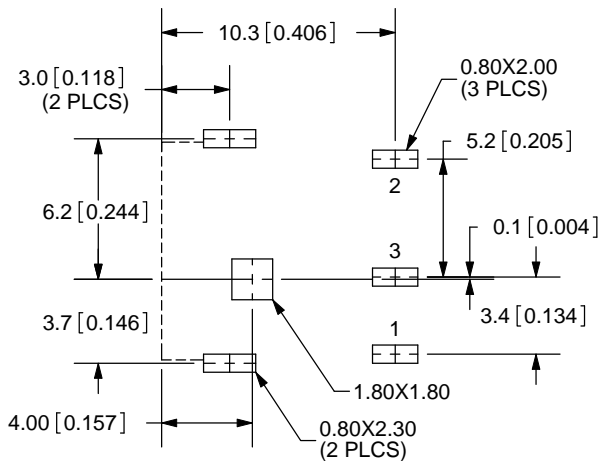 10.3 [0.406]
3.0 [0.118]
(2 PLCS)
0.80X2.00
(3 PLCS)
5.2 [0.205]
2
6.2 [0.244]
0.1 [0.004]
3
3.7 [0.146]
3.4 [0.134]
1
1.80X1.80
4.00 [0.157]
0.80X2.30
(2 PLCS)